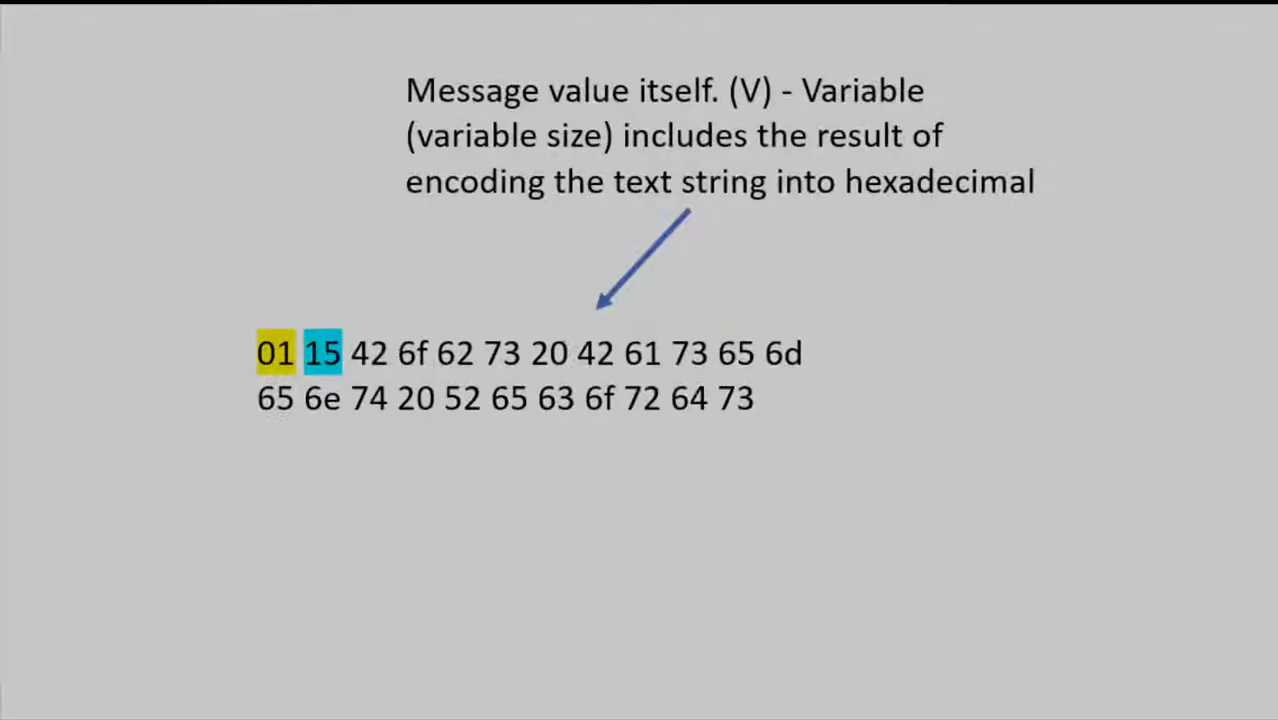 Message value itself. (V) - Variable
(variable size) includes the result of
encoding the text string into hexadecimal
01 15 42 6f 62 73 20 42 61 73 65 6d
65 6e 74 20 52 65 63 6f 72 64 73